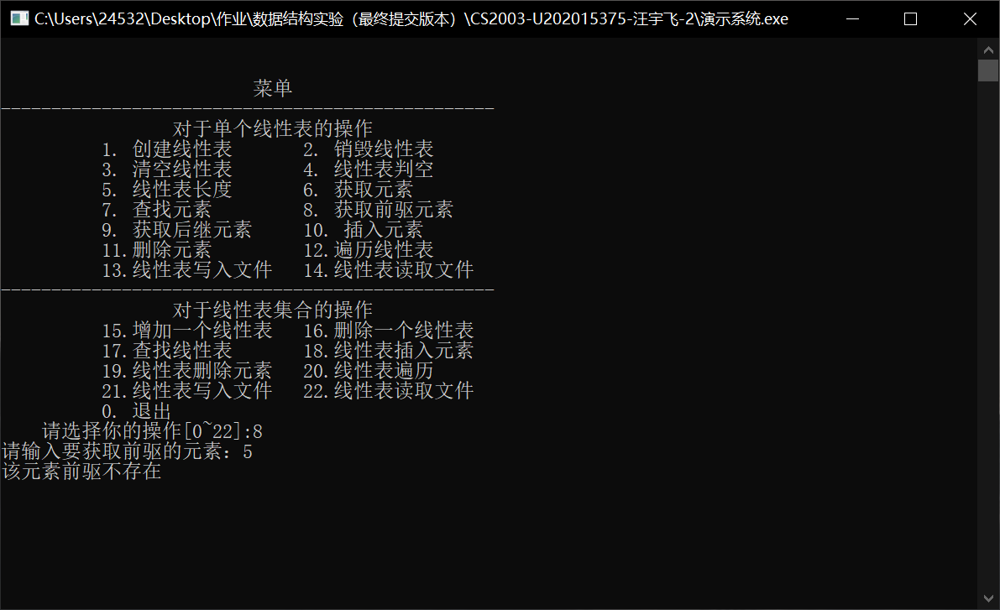 C:\Users\24532\Desktop\作业\数据结构实验（最终提交版本）\CS2003-U202015375-汪宇飞-2\演示系统.exe
菜单
-------------------------------------------------
对于单个线性表的操作
1. 创建线性表 2. 销毁线性表
3. 清空线性表 4. 线性表判空
5. 线性表长度 6. 获取元素
7. 查找元素 8. 获取前驱元素
9. 获取后继元素 10. 插入元素
11.删除元素 12.遍历线性表
13.线性表写入文件 14.线性表读取文件
-------------------------------------------------
对于线性表集合的操作
15.增加一个线性表 16.删除一个线性表
17.查找线性表 18.线性表插入元素
19.线性表删除元素 20.线性表遍历
21.线性表写入文件 22.线性表读取文件
0. 退出
请选择你的操作[0~22]:8
请输入要获取前驱的元素：5
该元素前驱不存在